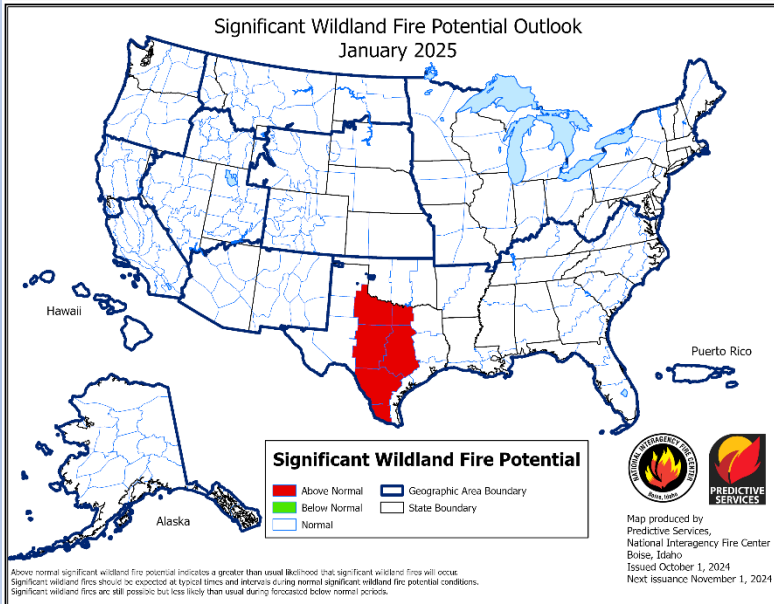 Significant Wildland Fire Potential Outlook
January 2025
Hawaii
Puerto Rico
Alaska
Significant Wildland Fire Potential
Above Normal
Geographic Area Boundary
Below Normal
State Boundary
Normal
NATIONAL INTERAGENCY FIRE CENTER
Boise, Idaho
PREDICTIVE
SERVICES
Map produced by
Predictive Services,
National Interagency Fire Center
Boise, Idaho
Issued October 1, 2024
Next issuance November 1, 2024
Above normal significant wildland fire potential indicates a greater than usual likelihood that significant wildland fires will occur.
Significant wildland fires should be expected at typical times and intervals during normal significant wildland fire potential conditions.
Significant wildland fires are still possible but less likely than usual during forecasted below normal periods.